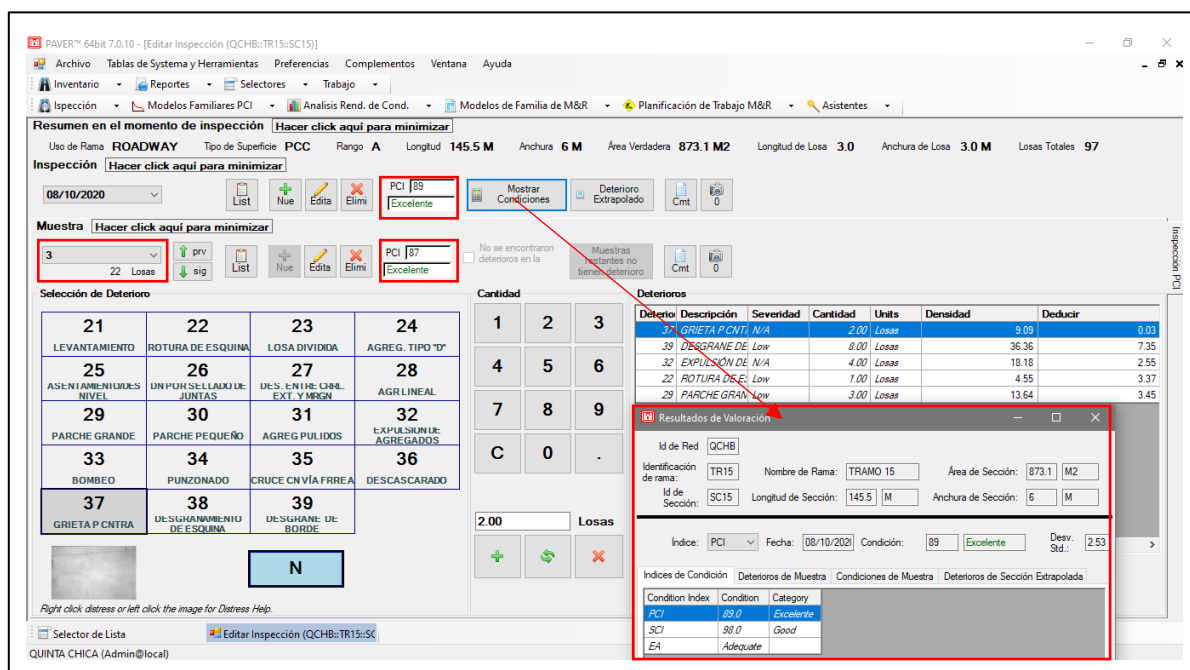 PAVER™ 64bit 7.0.10 - [Editar Inspección (QCHB::TR15::SC15)]
Archivo Tablas de Systema y Herramientas Preferencias Complementos Ventana Ayuda
Inventario Reportes Selectores Trabajo
Ispección Modelos Familiares PCI Analisis Rend. de Cond. Modelos de Familia de M&R Planificación de Trabajo M&R Asistentes
Resumen en el momento de inspección Hacer click aquí para minimizar
Uso de Rama ROADWAY Tipo de Superficie PCC Rango A Longitud 145.5 M Anchura 6 M Área Verdadera 873.1 M2 Longitud de Losa 3.0 Anchura de Losa 3.0 M Losas Totales 97
Inspección Hacer click aquí para minimizar
08/10/2020 List Nue Edita Elimi PCI 89 Excelente Mostrar Condiciones Deterioro Extrapolado Cmt 0
Muestra Hacer click aquí para minimizar
3 22 Losas prv sig List Nue Edita Elimi PCI 87 Excelente No se encontraron deterioros en la Muestras restantes no tienen deterioro Cmt 0
Inspección PCI
Selección de Deterioro
21 22 23 24
LEVANTAMIENTO ROTURA DE ESQUINA LOSA DIVIDIDA AGREG. TIPO "D"
25 26 27 28
ASENTAMIENTO/DES NIVEL DN POR SELLADO DE JUNTAS DES. ENTRE CRRL. EXT. Y MRGN AGR LINEAL
29 30 31 32
PARCHE GRANDE PARCHE PEQUEÑO AGREG PULIDOS EXPULSION DE AGREGADOS
33 34 35 36
BOMBEO PUNZONADO CRUCE CN VÍA FRREA DESCASCARADO
37 38 39
GRIETA P CNTRA DESGRANAMIENTO DE ESQUINA DESGRANE DE BORDE
N
Right click distress or left click the image for Distress Help.
Cantidad
1 2 3
4 5 6
7 8 9
C 0 .
2.00 Losas
Deterioros
Deterior Descripción Severidad Cantidad Units Densidad Deducir
37 GRIETA P CNT. N/A 2.00 Losas 9.09 0.03
39 DESGRANE DE Low 8.00 Losas 36.36 7.35
32 EXPULSIÓN DE N/A 4.00 Losas 18.18 2.55
22 ROTURA DE E. Low 1.00 Losas 4.55 3.37
29 PARCHE GRAN Low 3.00 Losas 13.64 3.45
Resultados de Valoración
Id de Red QCHB
Identificación de rama: TR15 Nombre de Rama: TRAMO 15 Área de Sección: 873.1 M2
Id de Sección: SC15 Longitud de Sección: 145.5 M Anchura de Sección: 6 M
Índice: PCI Fecha: 08/10/202 Condición: 89 Excelente Desv. Std.: 2.53
Indices de Condición Deterioros de Muestra Condiciones de Muestra Deterioros de Sección Extrapolada
Condition Index Condition Category
PCI 89.0 Excelente
SCI 98.0 Good
EA Adequate
Selector de Lista Editar Inspección (QCHB::TR15::SC
QUINTA CHICA (Admin@local)